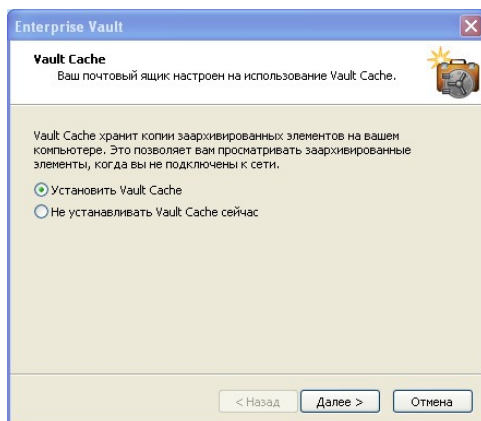 Enterprise Vault
Vault Cache
Ваш почтовый ящик настроен на использование Vault Cache.
Vault Cache хранит копии заархивированных элементов на вашем
компьютере. Это позволяет вам просматривать заархивированные
элементы, когда вы не подключены к сети.
Установить Vault Cache
Не устанавливать Vault Cache сейчас
< Назад
Далее >
Отмена